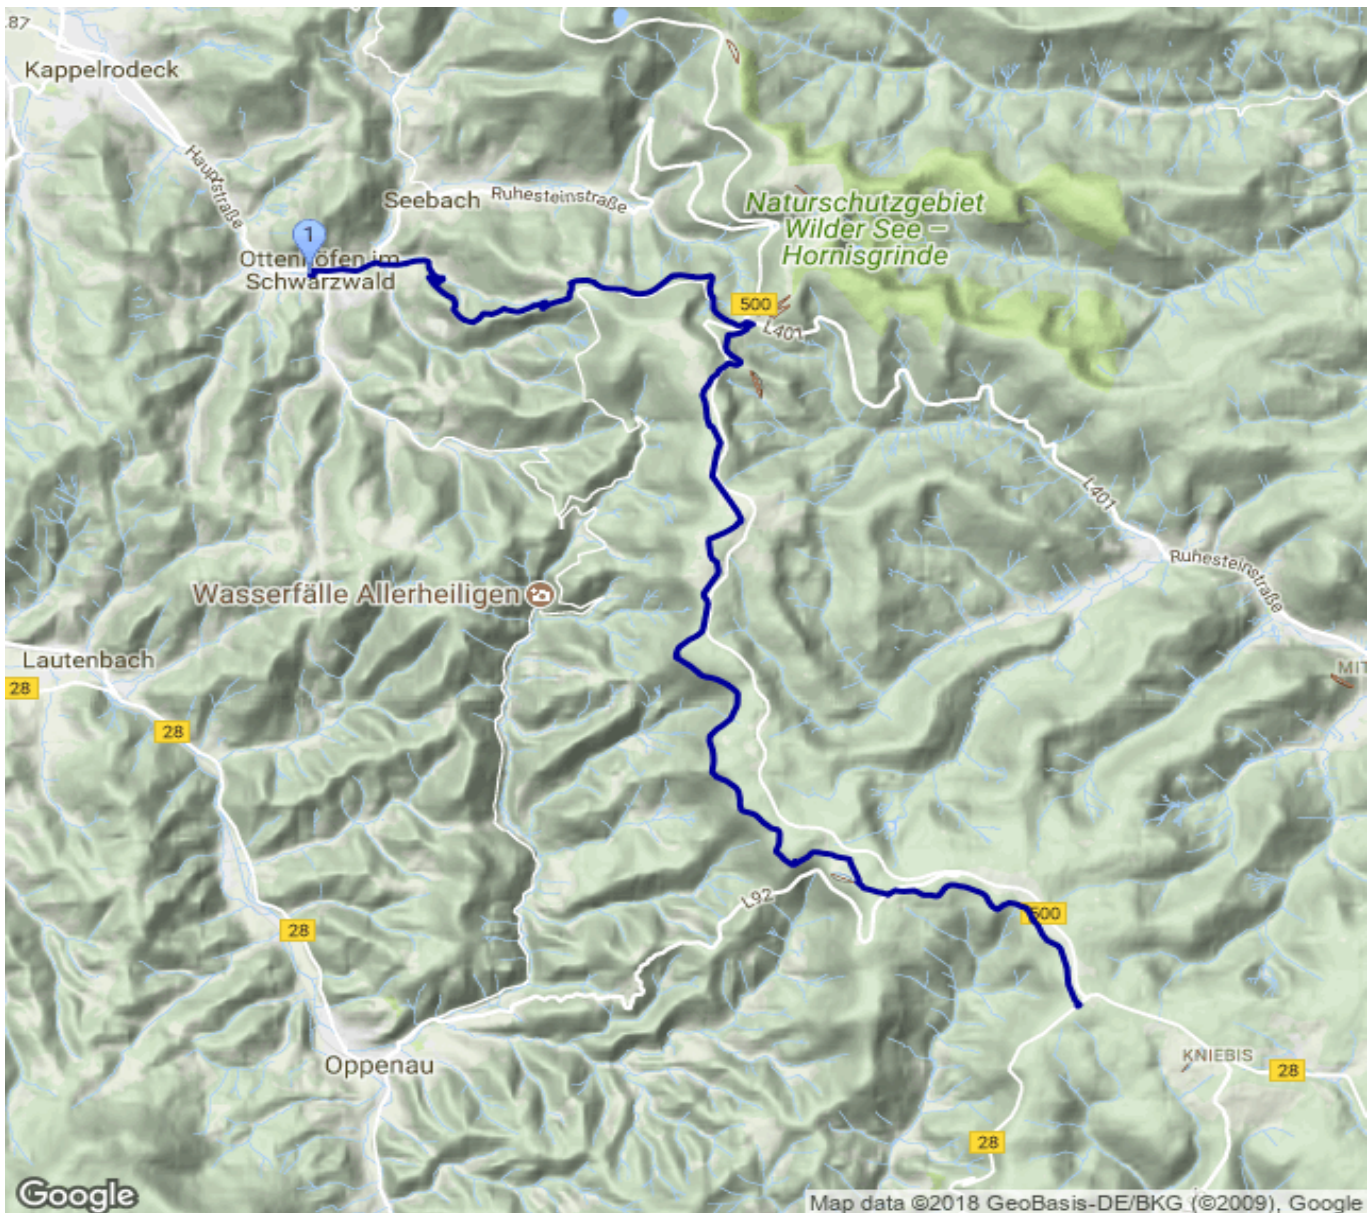 87
Kappelrodeck
Hauptstraße
Seebach
Ruhesteinstraße
1
Ottenhöfen im
Schwarzwald
Naturschutzgebiet
Wilder See –
Hornisgrinde
500
L401
L401
Ruhesteinstraße
Wasserfälle Allerheiligen
Lautenbach
28
MIT
28
L92
500
28
Oppenau
KNIEBIS
28
28
Google
Map data ©2018 GeoBasis-DE/BKG (©2009), Google